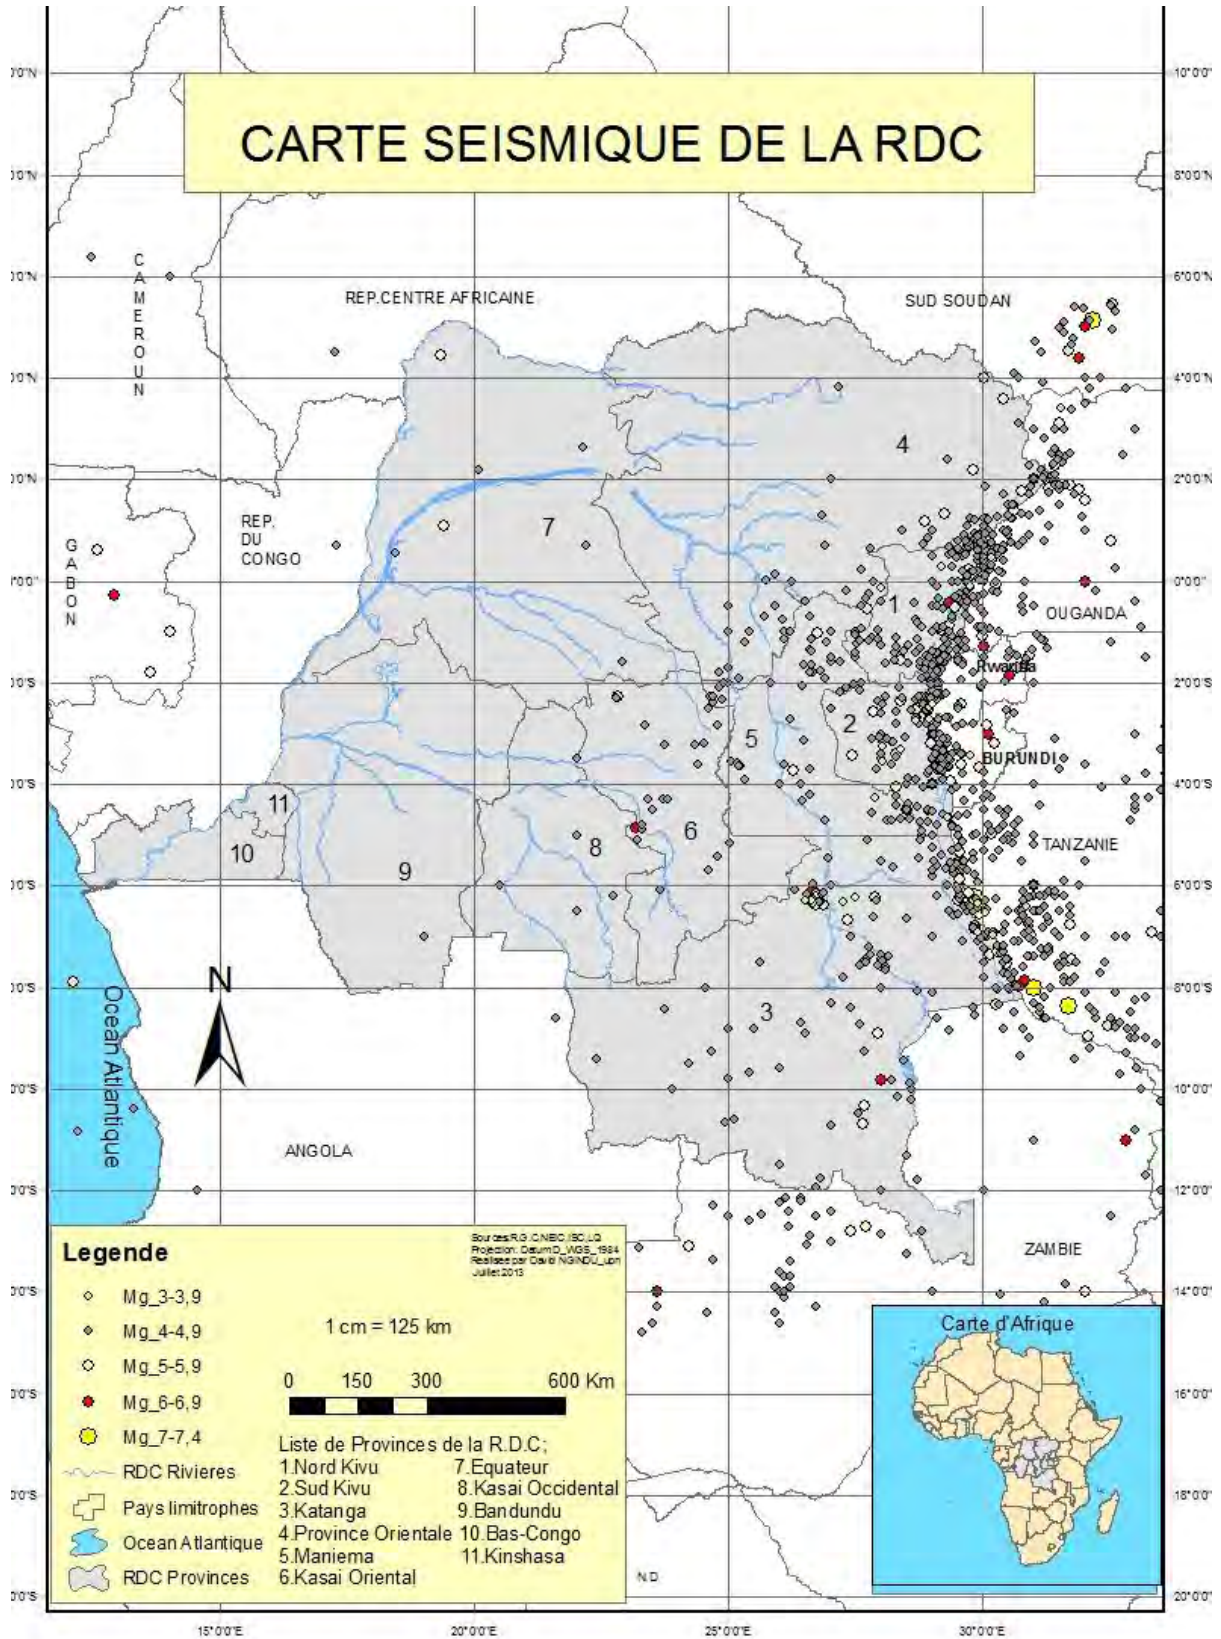 CARTE SEISMIQUE DE LA RDC
10°0'0"N
8°0'0"N
6°0'0"N
4°0'0"N
2°0'0"N
0°0'0"
2°0'0"S
4°0'0"S
6°0'0"S
8°0'0"S
10°0'0"S
12°0'0"S
14°0'0"S
16°0'0"S
18°0'0"S
20°0'0"S
CAMEROUN
REP.CENTRE AFRICAINE
SUD SOUDAN
REP.
DU
CONGO
GABON
OUGANDA
Rwanda
BURUNDI
TANZANIE
ANGOLA
ZAMBIE
Ocean Atlantique
N
1
2
3
4
5
6
7
8
9
10
11
Legende
Mg_3-3,9
Mg_4-4,9
Mg_5-5,9
Mg_6-6,9
Mg_7-7,4
RDC Rivieres
Pays limitrophes
Ocean Atlantique
RDC Provinces
Projection: Datum D_WGS_1984
Realisee par David NGINDU_upn
Juillet 2013
1 cm = 125 km
0 150 300 600 Km
Liste de Provinces de la R.D.C;
1.Nord Kivu 7.Equateur
2.Sud Kivu 8.Kasai Occidental
3.Katanga 9.Bandundu
4.Province Orientale 10.Bas-Congo
5.Maniema 11.Kinshasa
6.Kasai Oriental
N D
Carte d'Afrique
15°0'0"E 20°0'0"E 25°0'0"E 30°0'0"E